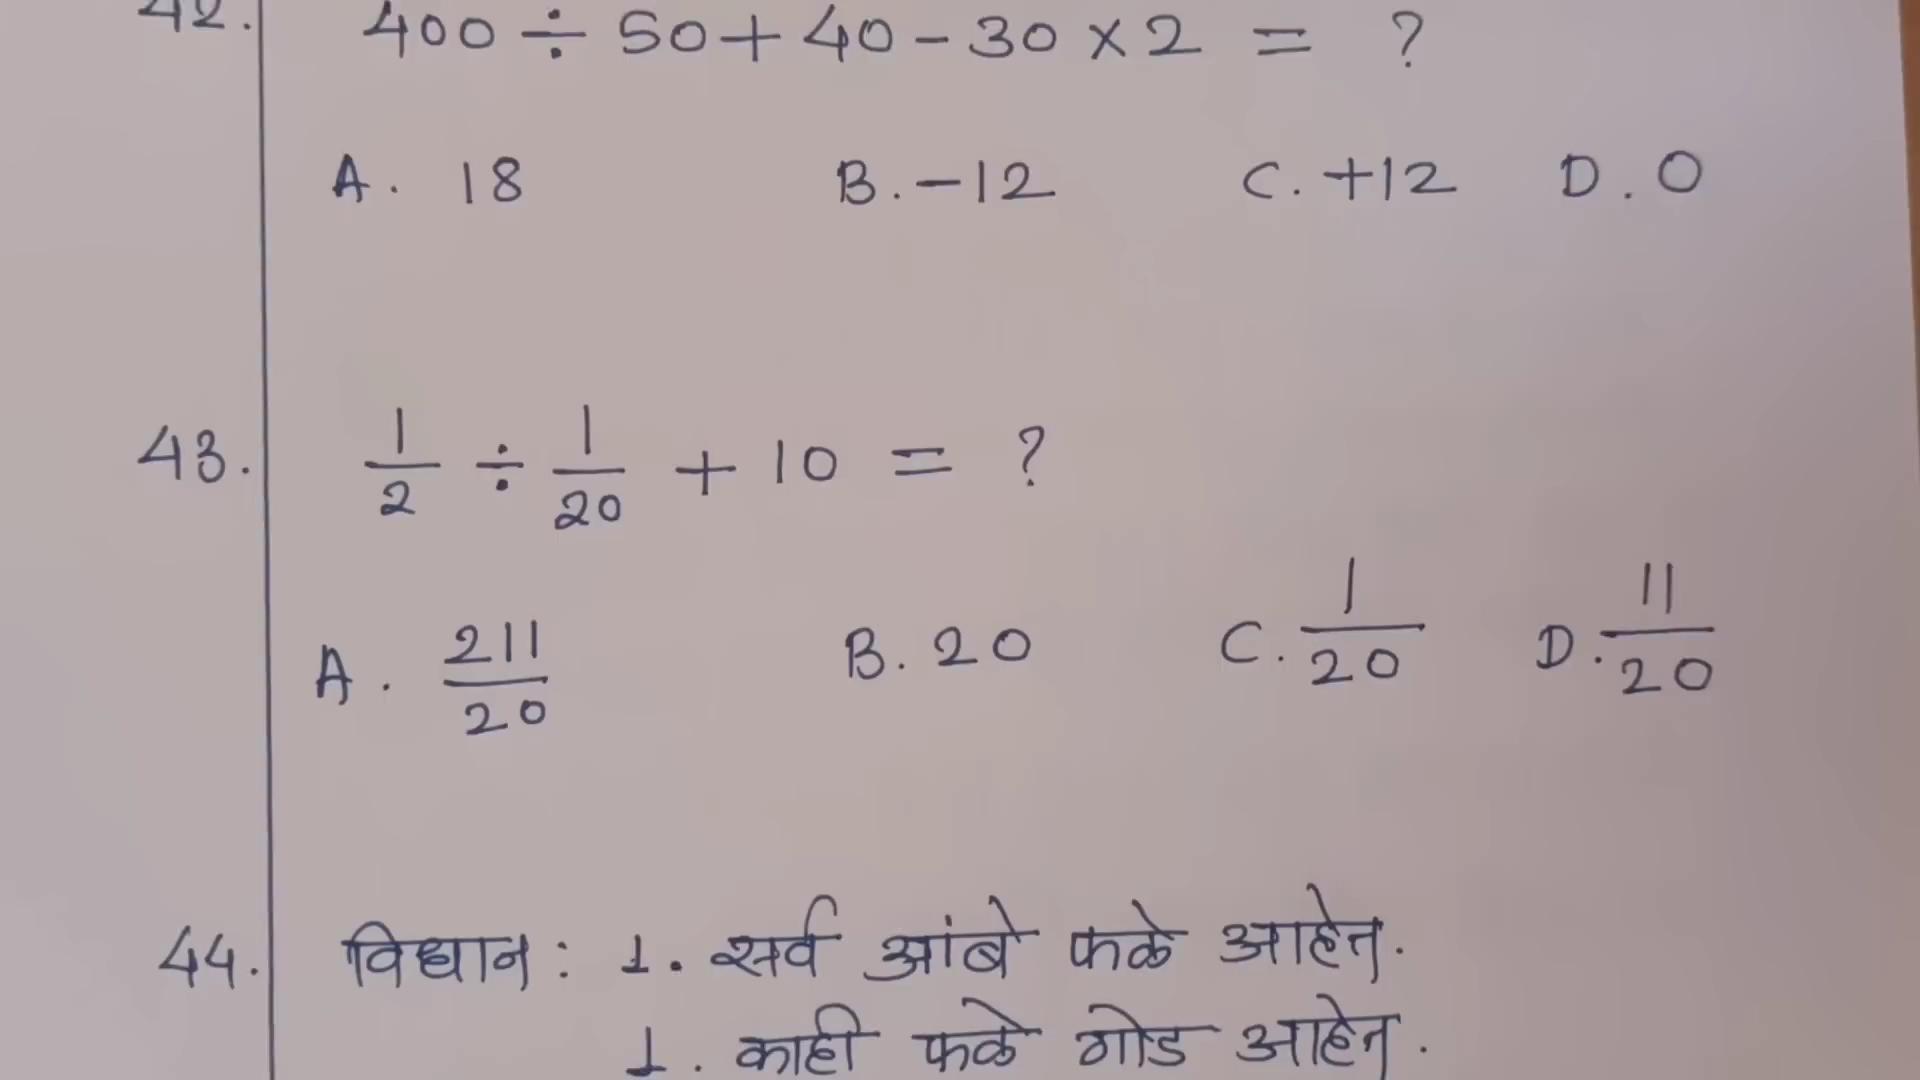 42. 400 ÷ 50 + 40 - 30 × 2 = ?
A. 18 B. -12 C. +12 D. 0
43. 1/2 ÷ 1/20 + 10 = ?
A. 211/20 B. 20 C. 1/20 D. 11/20
44. विधान : 1. सर्व आंबे फळे आहेत.
1. काही फळे गोड आहेत.